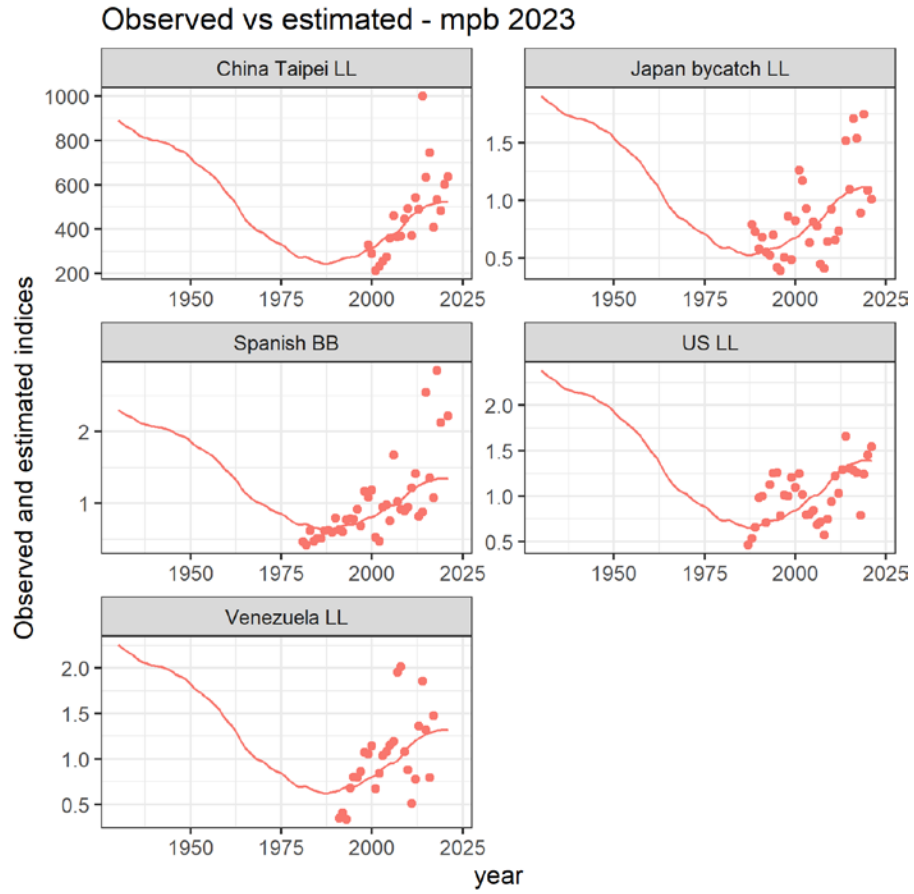 Observed vs estimated - mpb 2023
China Taipei LL
Japan bycatch LL
1000
800
600
400
200
1.5
1.0
0.5
1950 1975 2000 2025
1950 1975 2000 2025
Spanish BB
US LL
2
1
2.0
1.5
1.0
0.5
1950 1975 2000 2025
1950 1975 2000 2025
Venezuela LL
2.0
1.5
1.0
0.5
1950 1975 2000 2025
year
Observed and estimated indices